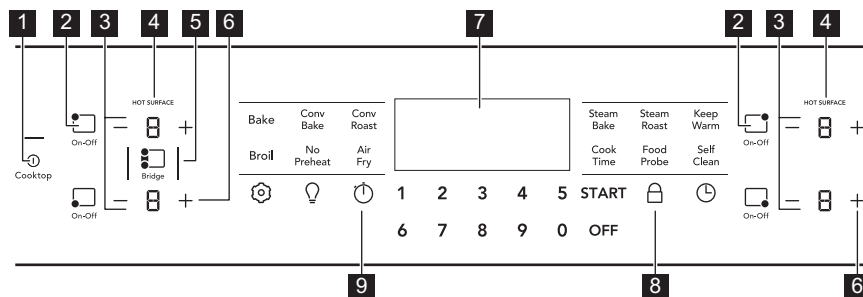 1 2 3 4 5 6 7 2 3 4
HOT SURFACE
HOT SURFACE
Bake
Conv
Bake
Conv
Roast
Steam
Bake
Steam
Roast
Keep
Warm
− 8 +
− 8 +
On-Off
On-Off
Broil
No
Preheat
Air
Fry
Cook
Time
Food
Probe
Self
Clean
Cooktop
Bridge
1 2 3 4 5 START
− 8 +
− 8 +
On-Off
On-Off
6 7 8 9 0 OFF
9 8 6